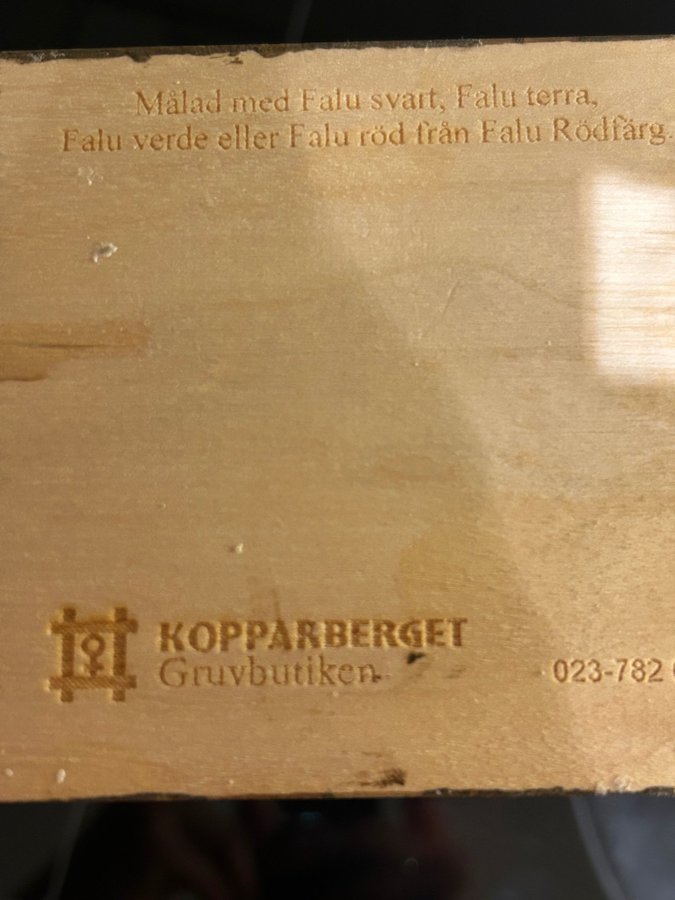 Målad med Falu svart, Falu terra,
Falu verde eller Falu röd från Falu Rödfärg.
KOPPARBERGET
Gruvbutiken
023-782